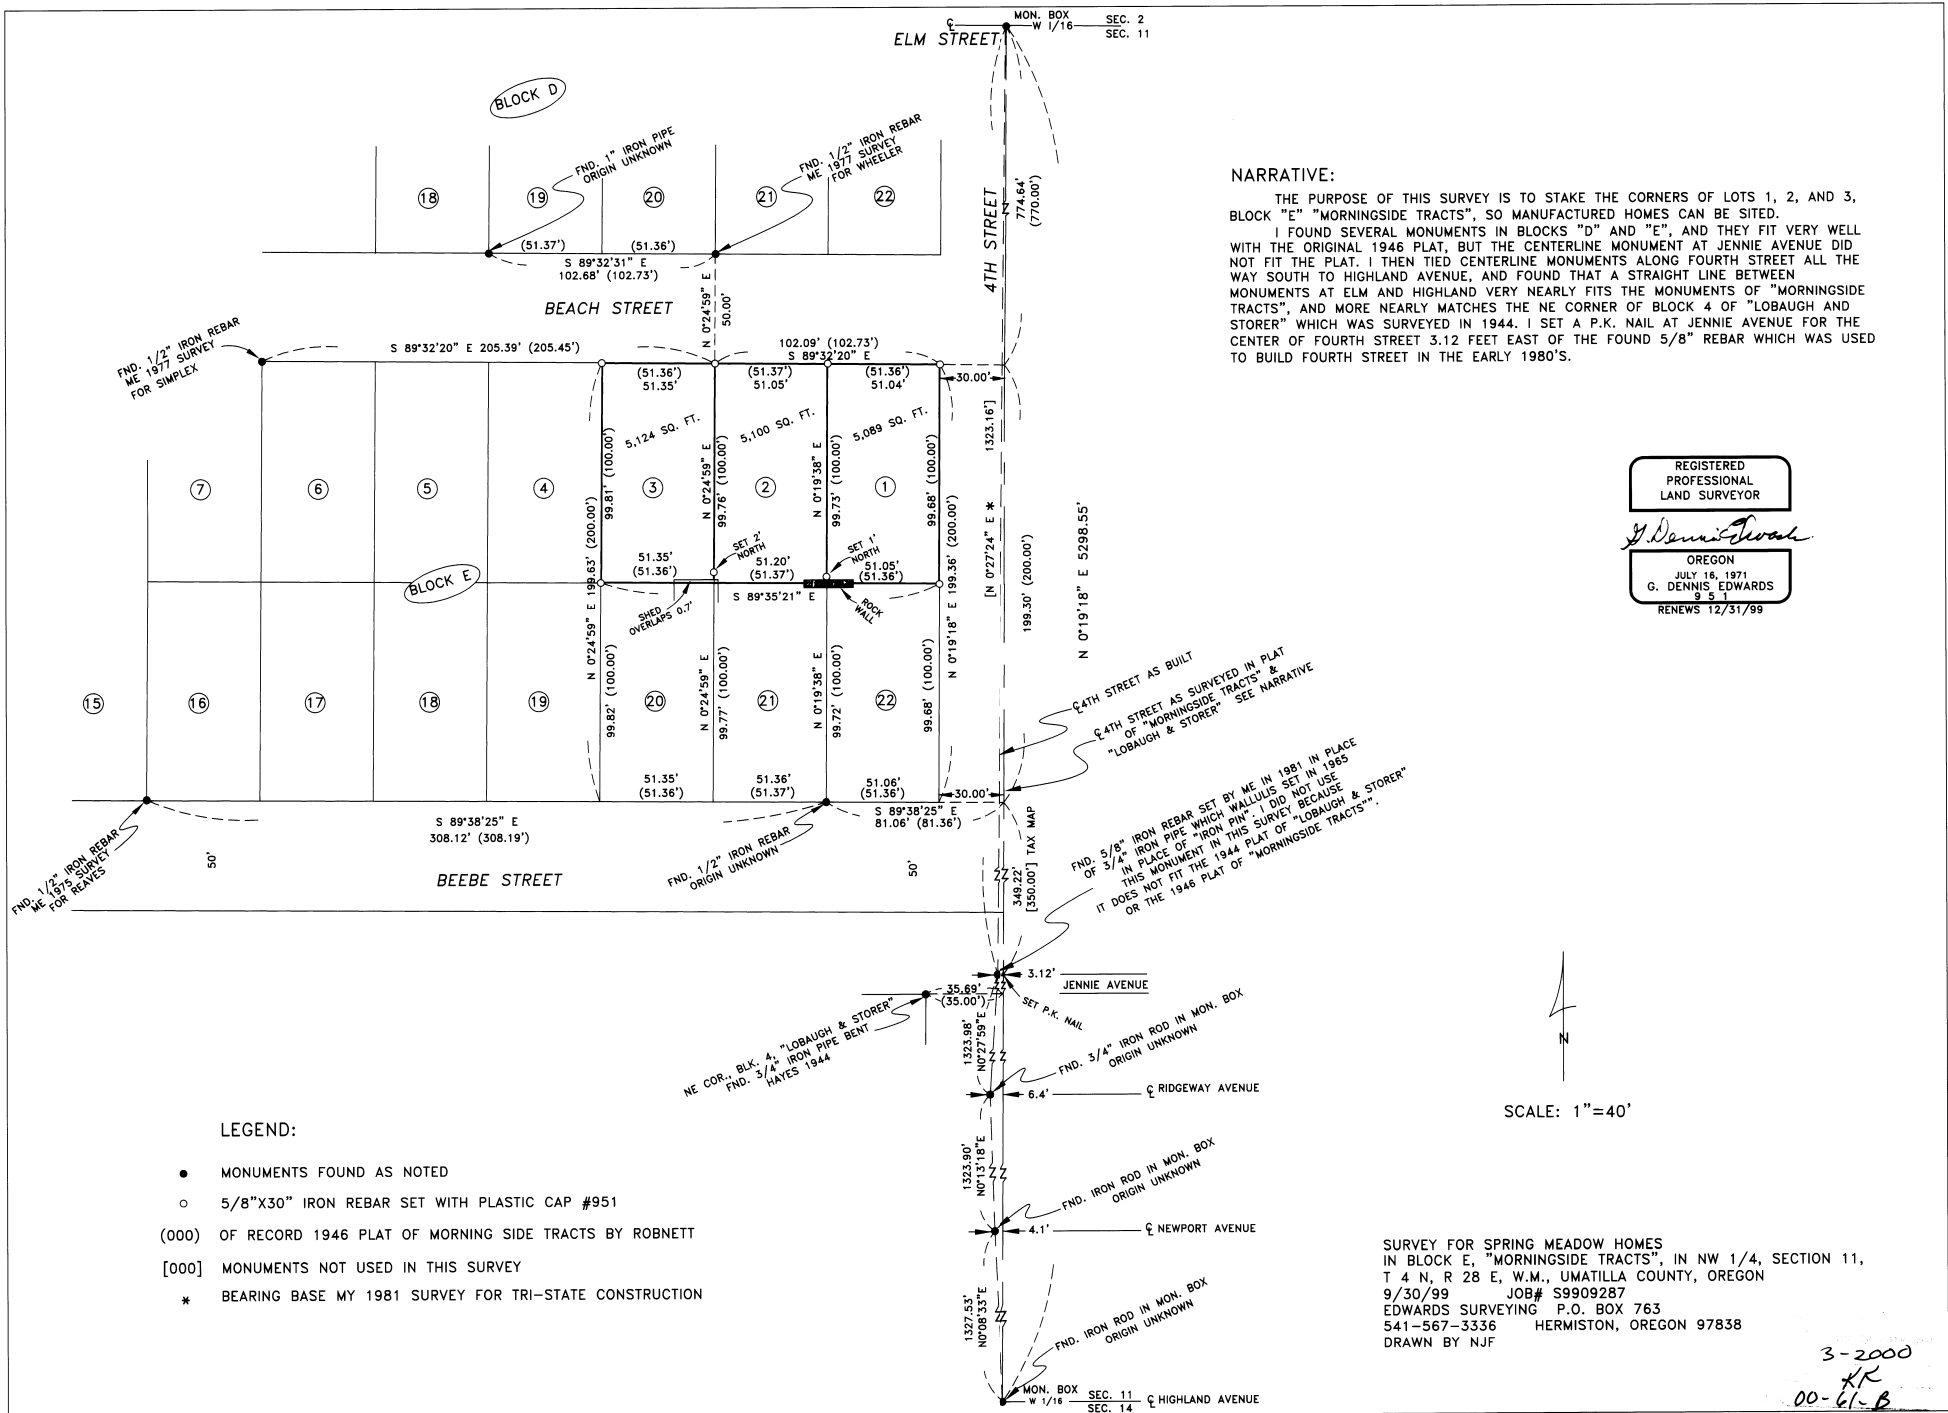 MON. BOX
W 1/16
SEC. 2
SEC. 11
℄
ELM STREET
BLOCK D
FND. 1" IRON PIPE
ORIGIN UNKNOWN
FND. 1/2" IRON REBAR
ME 1977 SURVEY
FOR WHEELER
18
19
20
21
22
(51.37')
(51.36')
S 89°32'31" E
102.68' (102.73')
4TH STREET
774.64'
(770.00')
BEACH STREET
N 0°24'59" E
50.00'
NARRATIVE:
THE PURPOSE OF THIS SURVEY IS TO STAKE THE CORNERS OF LOTS 1, 2, AND 3,
BLOCK "E" "MORNINGSIDE TRACTS", SO MANUFACTURED HOMES CAN BE SITED.
I FOUND SEVERAL MONUMENTS IN BLOCKS "D" AND "E", AND THEY FIT VERY WELL
WITH THE ORIGINAL 1946 PLAT, BUT THE CENTERLINE MONUMENT AT JENNIE AVENUE DID
NOT FIT THE PLAT. I THEN TIED CENTERLINE MONUMENTS ALONG FOURTH STREET ALL THE
WAY SOUTH TO HIGHLAND AVENUE, AND FOUND THAT A STRAIGHT LINE BETWEEN
MONUMENTS AT ELM AND HIGHLAND VERY NEARLY FITS THE MONUMENTS OF "MORNINGSIDE
TRACTS", AND MORE NEARLY MATCHES THE NE CORNER OF BLOCK 4 OF "LOBAUGH AND
STORER" WHICH WAS SURVEYED IN 1944. I SET A P.K. NAIL AT JENNIE AVENUE FOR THE
CENTER OF FOURTH STREET 3.12 FEET EAST OF THE FOUND 5/8" REBAR WHICH WAS USED
TO BUILD FOURTH STREET IN THE EARLY 1980'S.
FND. 1/2" IRON REBAR
ME 1977 SURVEY
FOR SIMPLEX
S 89°32'20" E 205.39' (205.45')
102.09' (102.73')
S 89°32'20" E
(51.36')
51.35'
(51.37')
51.05'
(51.36')
51.04'
30.00'
5,124 SQ. FT.
5,100 SQ. FT.
5,089 SQ. FT.
99.81' (100.00')
N 0°24'59" E
99.76' (100.00')
N 0°19'38" E
99.73' (100.00')
99.68' (100.00')
7
6
5
4
3
2
1
1323.16']
[N 0°27'24" E *
199.30' (200.00')
N 0°19'18" E 5298.55'
REGISTERED
PROFESSIONAL
LAND SURVEYOR
G. Dennis Edwards
OREGON
JULY 16, 1971
G. DENNIS EDWARDS
9 5 1
RENEWS 12/31/99
SET 2'
NORTH
SET 1'
NORTH
51.35'
(51.36')
51.20'
(51.37')
51.05'
(51.36')
BLOCK E
S 89°35'21" E
SHED
OVERLAPS 0.7'
ROCK
WALL
N 0°24'59" E 199.63' (200.00')
N 0°19'18" E 199.36' (200.00')
99.82' (100.00')
N 0°24'59" E
99.77' (100.00')
N 0°19'38" E
99.72' (100.00')
99.68' (100.00')
15
16
17
18
19
20
21
22
℄4TH STREET AS BUILT
℄4TH STREET AS SURVEYED IN PLAT
OF "MORNINGSIDE TRACTS" &
"LOBAUGH & STORER" SEE NARRATIVE
51.35'
(51.36')
51.36'
(51.37')
51.06'
(51.36')
30.00'
S 89°38'25" E
308.12' (308.19')
S 89°38'25" E
81.06' (81.36')
FND. 1/2" IRON REBAR
ME 1975 SURVEY
FOR REAVES
50'
BEEBE STREET
FND. 1/2" IRON REBAR
ORIGIN UNKNOWN
50'
349.22'
[350.00'] TAX MAP
FND. 5/8" IRON REBAR SET BY ME IN 1981 IN PLACE
OF 3/4" IRON PIPE WHICH WALLULUS SET IN 1965
IN PLACE OF "IRON PIN". I DID NOT USE
THIS MONUMENT IN THIS SURVEY BECAUSE
IT DOES NOT FIT THE 1944 PLAT OF "LOBAUGH & STORER"
OR THE 1946 PLAT OF "MORNINGSIDE TRACTS"".
3.12'
JENNIE AVENUE
35.69'
(35.00')
SET P.K. NAIL
NE COR., BLK. 4, "LOBAUGH & STORER"
FND. 3/4" IRON PIPE BENT
HAYES 1944
1323.98'
N0°27'59"E
FND. 3/4" IRON ROD IN MON. BOX
ORIGIN UNKNOWN
6.4'
℄ RIDGEWAY AVENUE
N
SCALE: 1"=40'
1323.90'
N0°13'18"E
FND. IRON ROD IN MON. BOX
ORIGIN UNKNOWN
4.1'
℄ NEWPORT AVENUE
1327.53'
N0°08'33"E
FND. IRON ROD IN MON. BOX
ORIGIN UNKNOWN
MON. BOX
W 1/16
SEC. 11
SEC. 14
℄ HIGHLAND AVENUE
LEGEND:
MONUMENTS FOUND AS NOTED
5/8"X30" IRON REBAR SET WITH PLASTIC CAP #951
(000) OF RECORD 1946 PLAT OF MORNING SIDE TRACTS BY ROBNETT
[000] MONUMENTS NOT USED IN THIS SURVEY
* BEARING BASE MY 1981 SURVEY FOR TRI-STATE CONSTRUCTION
SURVEY FOR SPRING MEADOW HOMES
IN BLOCK E, "MORNINGSIDE TRACTS", IN NW 1/4, SECTION 11,
T 4 N, R 28 E, W.M., UMATILLA COUNTY, OREGON
9/30/99 JOB# S9909287
EDWARDS SURVEYING P.O. BOX 763
541-567-3336 HERMISTON, OREGON 97838
DRAWN BY NJF
3-2000
KK
00-61-B